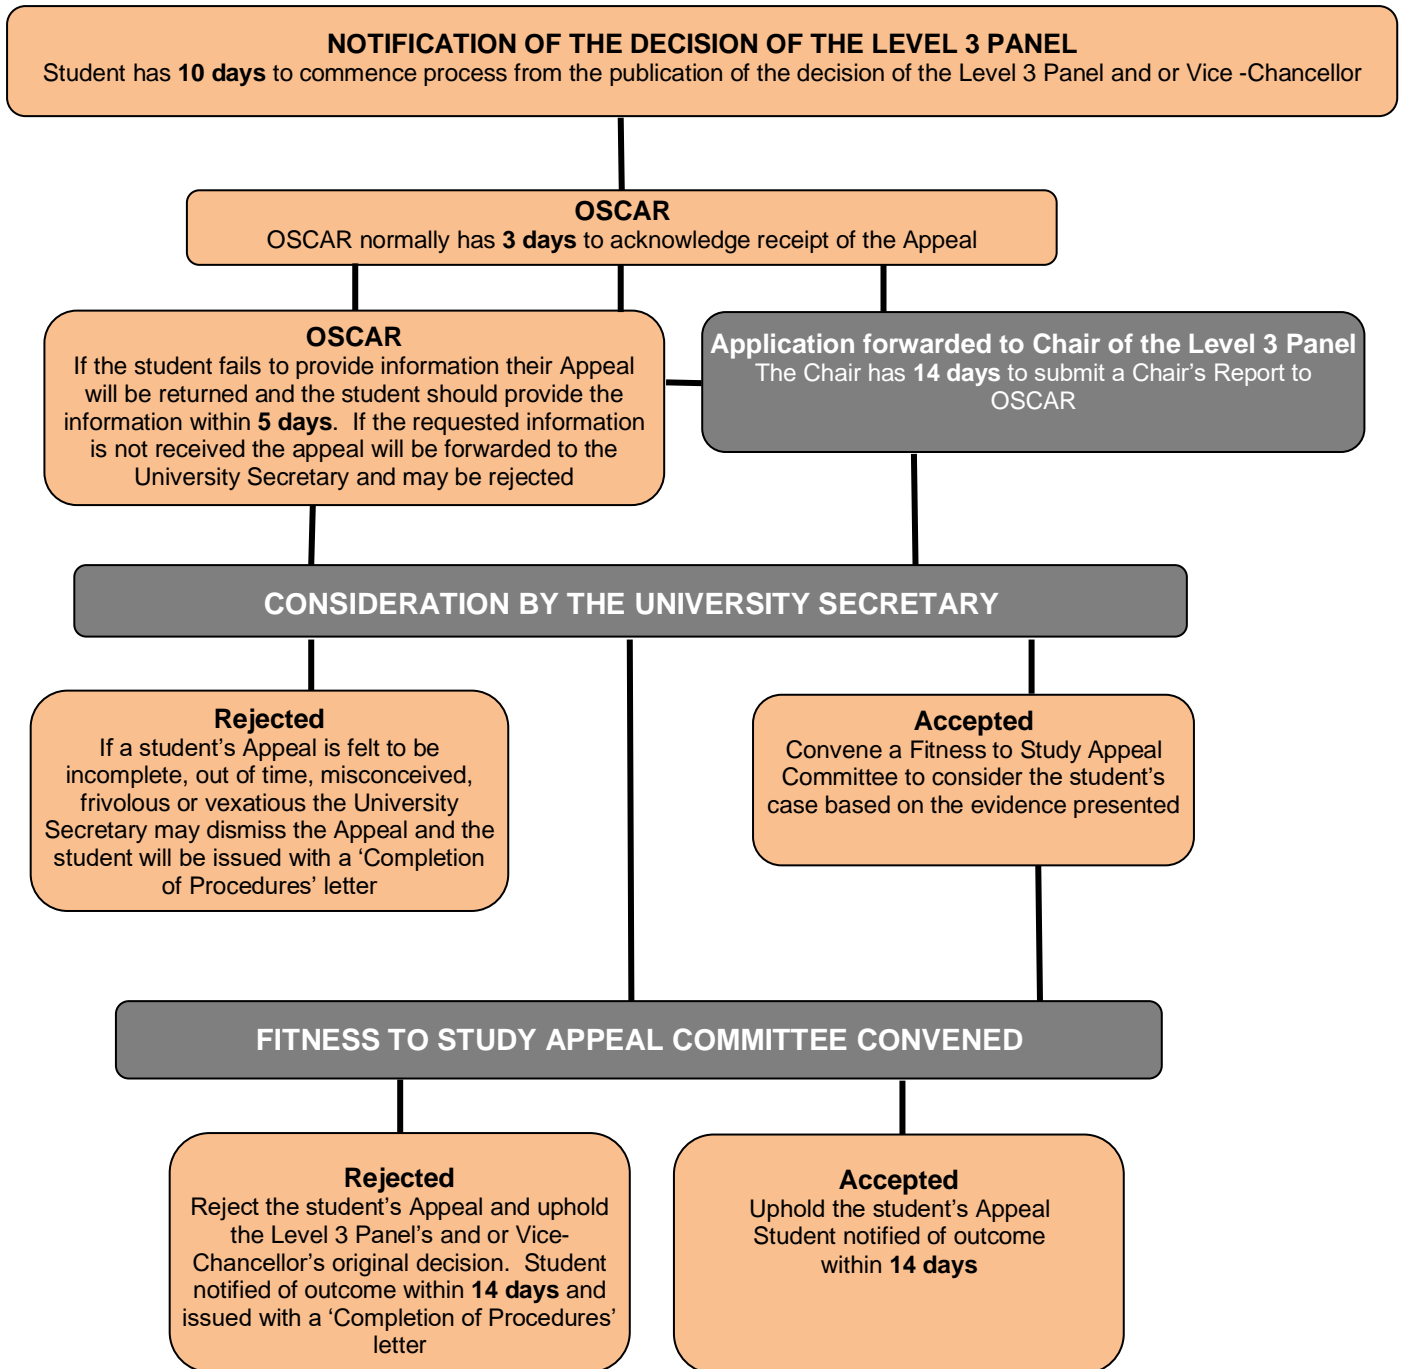 NOTIFICATION OF THE DECISION OF THE LEVEL 3 PANEL
Student has 10 days to commence process from the publication of the decision of the Level 3 Panel and or Vice -Chancellor
OSCAR
OSCAR normally has 3 days to acknowledge receipt of the Appeal
OSCAR
If the student fails to provide information their Appeal
will be returned and the student should provide the
information within 5 days.  If the requested information
is not received the appeal will be forwarded to the
University Secretary and may be rejected
Application forwarded to Chair of the Level 3 Panel
The Chair has 14 days to submit a Chair’s Report to
OSCAR
CONSIDERATION BY THE UNIVERSITY SECRETARY
Rejected
If a student’s Appeal is felt to be
incomplete, out of time, misconceived,
frivolous or vexatious the University
Secretary may dismiss the Appeal and the
student will be issued with a ‘Completion
of Procedures’ letter
Accepted
Convene a Fitness to Study Appeal
Committee to consider the student’s
case based on the evidence presented
FITNESS TO STUDY APPEAL COMMITTEE CONVENED
Rejected
Reject the student’s Appeal and uphold
the Level 3 Panel’s and or Vice-
Chancellor’s original decision.  Student
notified of outcome within 14 days and
issued with a ‘Completion of Procedures’
letter
Accepted
Uphold the student’s Appeal
Student notified of outcome
within 14 days